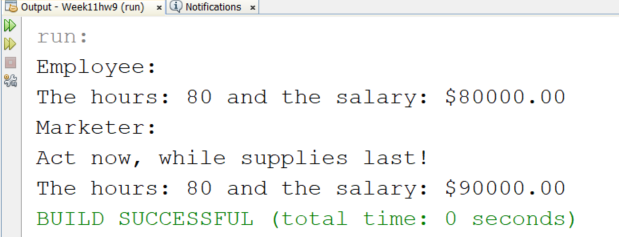 Output - Week11hw9 (run) × Notifications ×
run:
Employee:
The hours: 80 and the salary: $80000.00
Marketer:
Act now, while supplies last!
The hours: 80 and the salary: $90000.00
BUILD SUCCESSFUL (total time: 0 seconds)